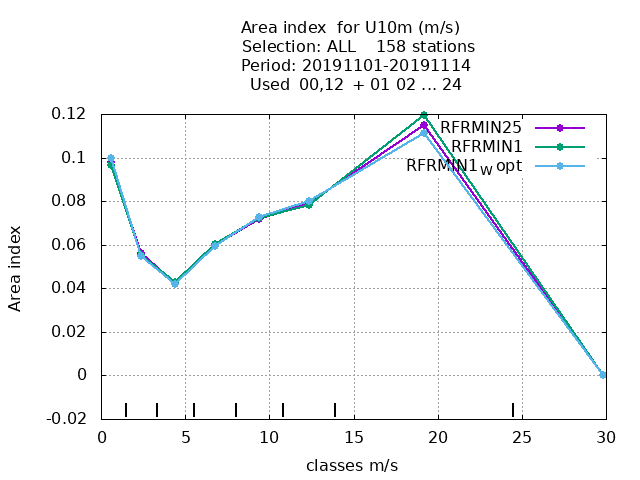 Area index  for U10m (m/s)
Selection: ALL    158 stations
Period: 20191101-20191114
Used  00,12  + 01 02 ... 24
RFRMIN25
RFRMIN1
RFRMIN1w opt
0.12
0.1
0.08
0.06
0.04
0.02
0
-0.02
Area index
0 5 10 15 20 25 30
classes m/s